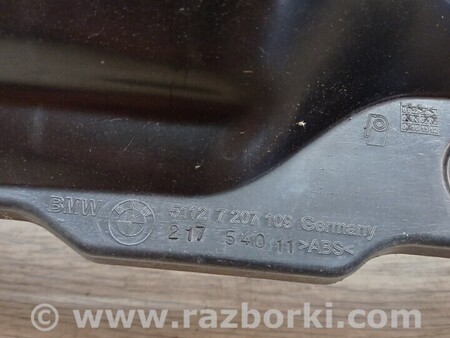 BMW 5112 7 207 109 Germany
217 540 11 >ABS<
© www.razborki.com